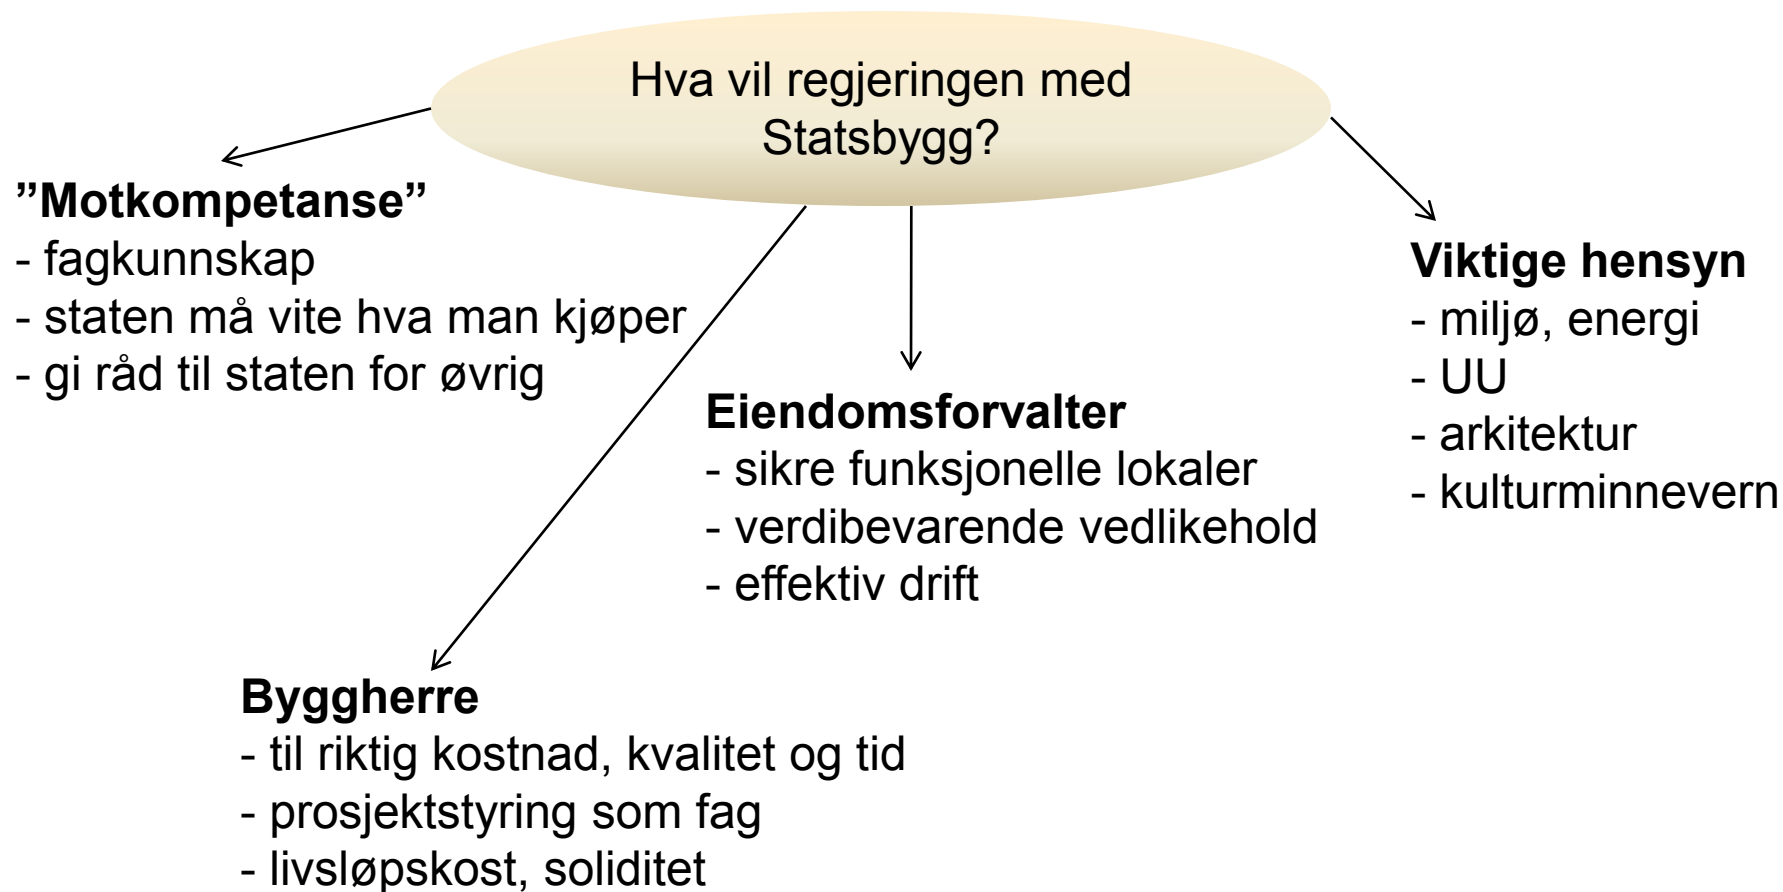 Hva vil regjeringen med
Statsbygg?
”Motkompetanse”
- fagkunnskap
- staten må vite hva man kjøper
- gi råd til staten for øvrig
Viktige hensyn
- miljø, energi
- UU
- arkitektur
- kulturminnevern
Eiendomsforvalter
- sikre funksjonelle lokaler
- verdibevarende vedlikehold
- effektiv drift
Byggherre
- til riktig kostnad, kvalitet og tid
- prosjektstyring som fag
- livsløpskost, soliditet